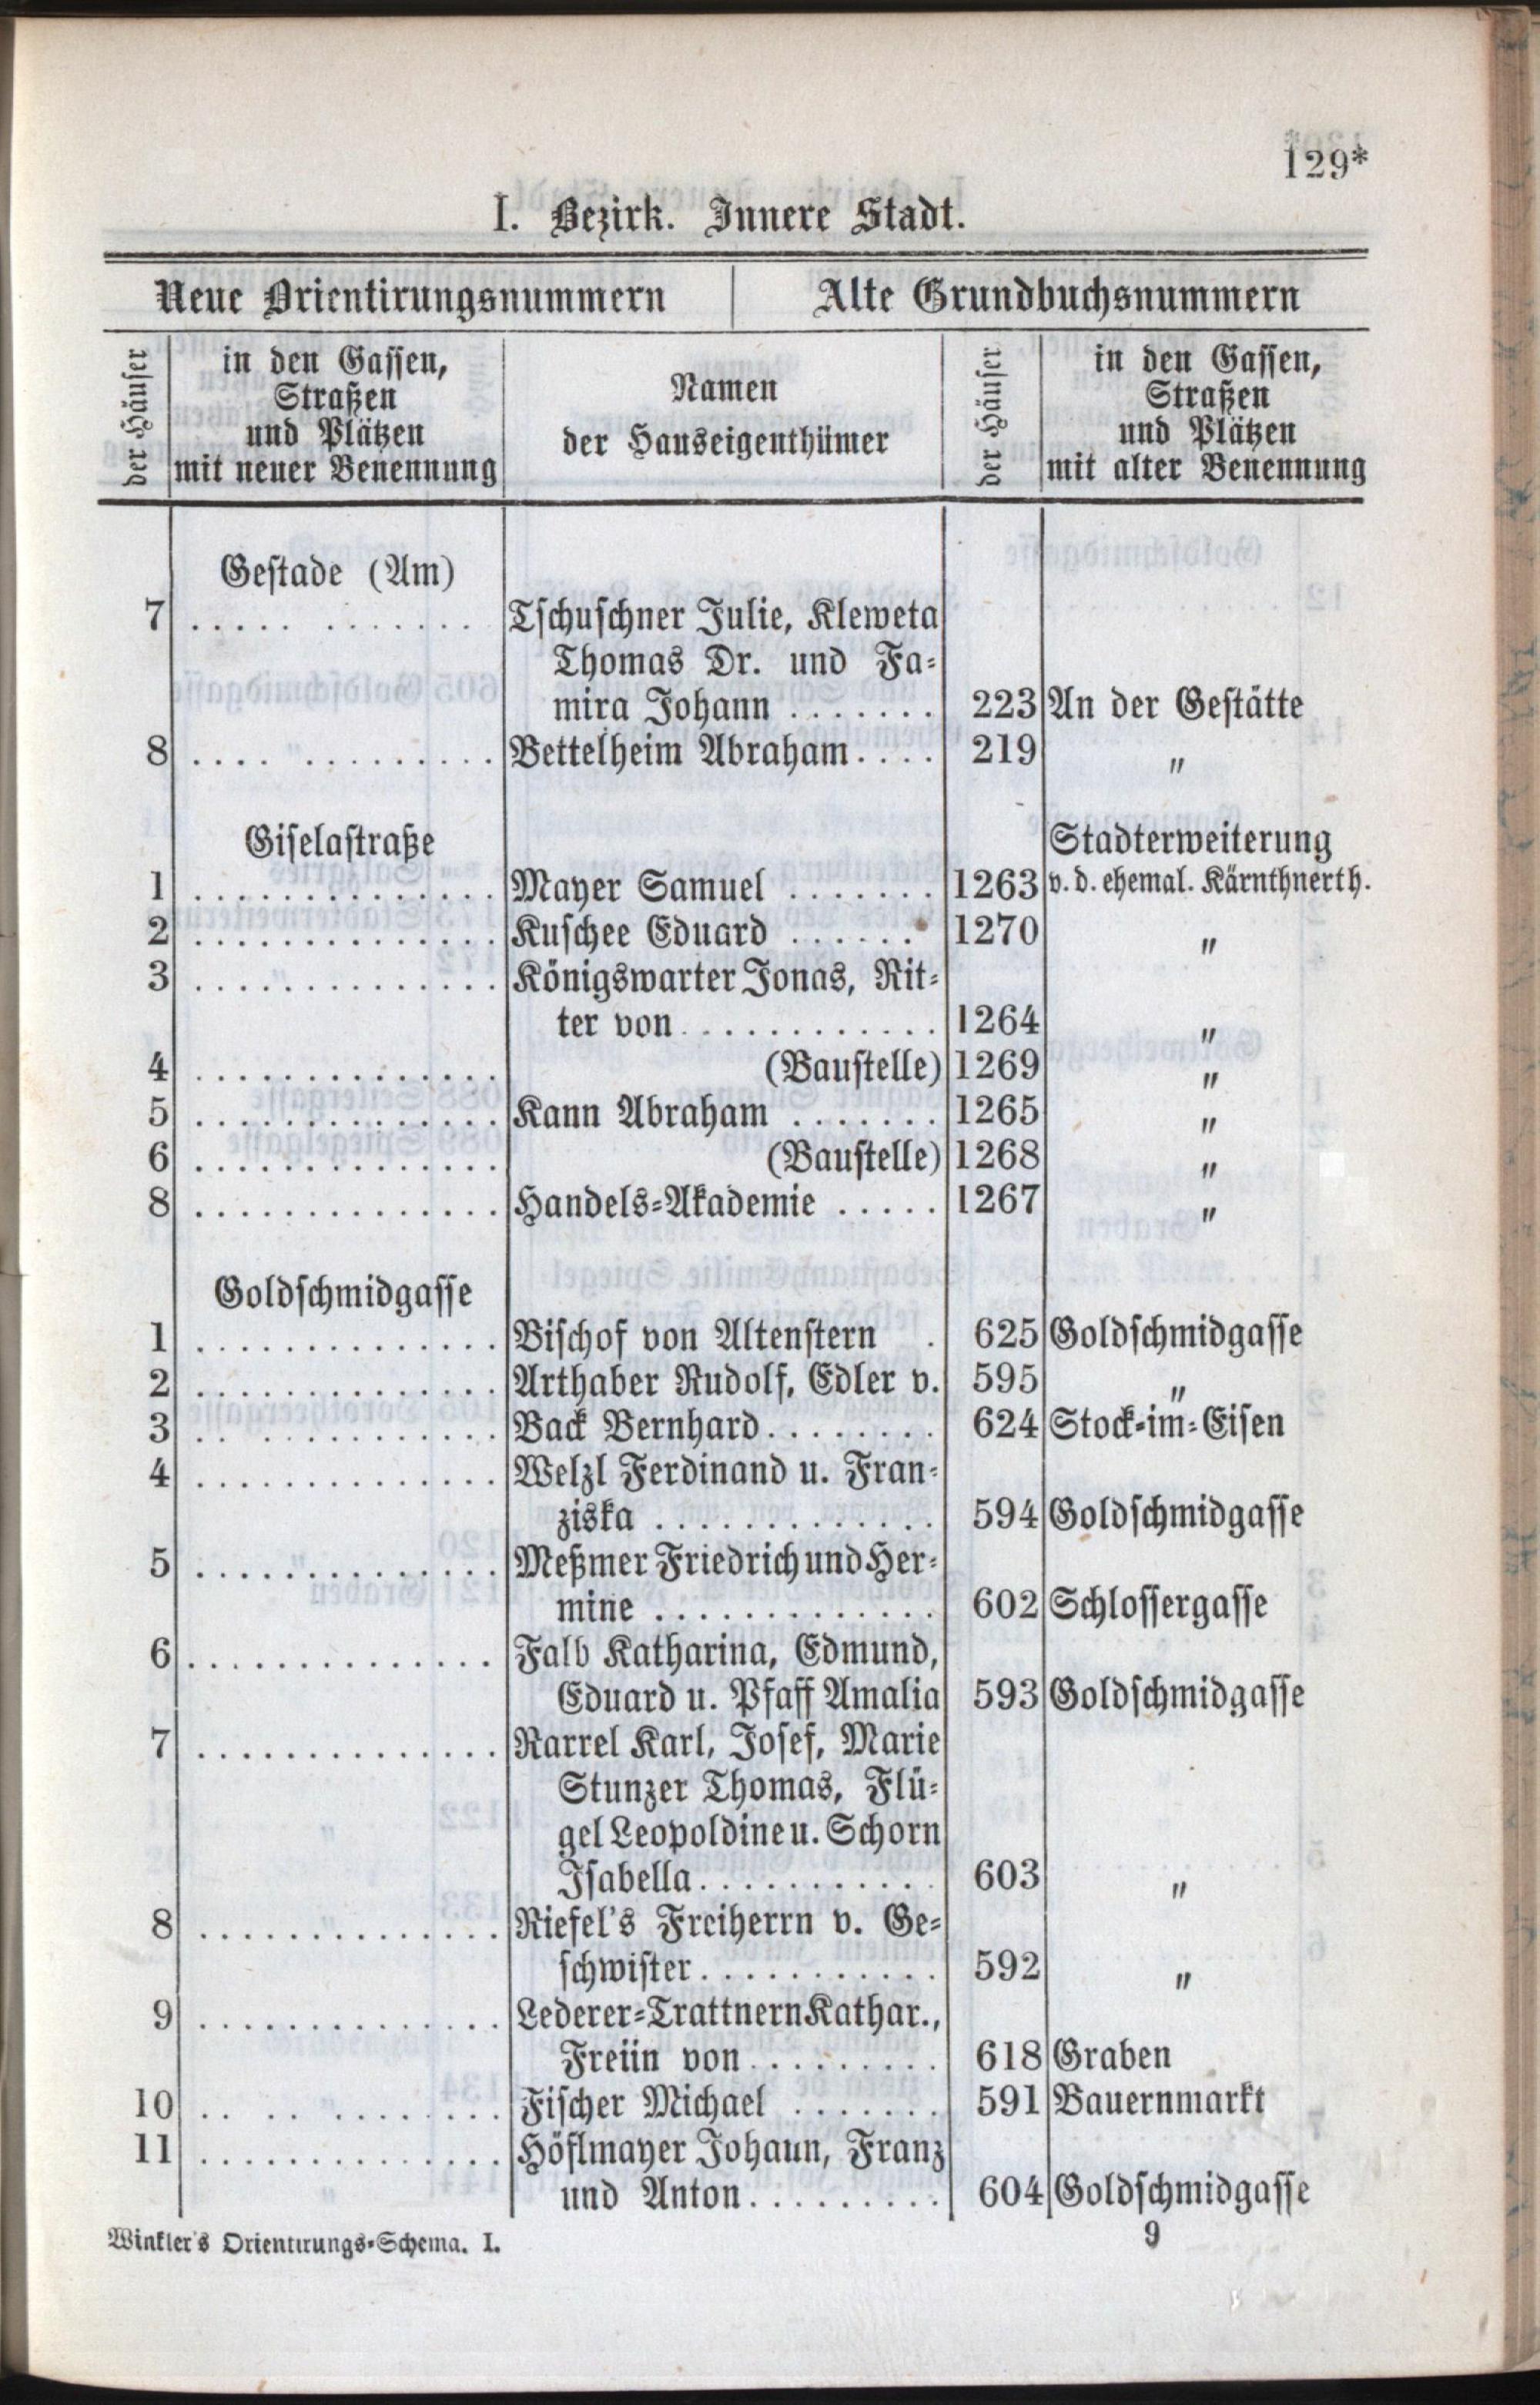 129*
I. Bezirk. Innere Stadt.
Neue Orientirungsnummern Alte Grundbuchsnummern
der Häuser
in den Gassen,
Straßen
und Plätzen
mit neuer Benennung
Namen
der Hauseigenthümer
der Häuser
in den Gassen,
Straßen
und Plätzen
mit alter Benennung
Gestade (Am)
7 ............ Tschuschner Julie, Kleweta
Thomas Dr. und Fa-
mira Johann ....... 223 An der Gestätte
8 ............. Bettelheim Abraham.... 219 "
Giselastraße Stadterweiterung
1 .............. Mayer Samuel ....... 1263 v. d. ehemal. Kärnthnerth.
2 .............. Kuschee Eduard ...... 1270 "
3 .............. Königswarter Jonas, Rit-
ter von............ 1264 "
4 .............. (Baustelle) 1269 "
5 .............. Kann Abraham ....... 1265 "
6 .............. (Baustelle) 1268 "
8 .............. Handels-Akademie ..... 1267 "
Goldschmidgasse
1 .............. Bischof von Altenstern . 625 Goldschmidgasse
2 .............. Arthaber Rudolf, Edler v. 595 "
3 .............. Back Bernhard........ 624 Stock-im-Eisen
4 .............. Welzl Ferdinand u. Fran-
ziska ............. 594 Goldschmidgasse
5 .............. Meßmer Friedrich und Her-
mine ............. 602 Schlossergasse
6 .............. Falb Katharina, Edmund,
Eduard u. Pfaff Amalia 593 Goldschmidgasse
7 .............. Rarrel Karl, Josef, Marie
Stunzer Thomas, Flü-
gel Leopoldine u. Schorn
Isabella........... 603 "
8 .............. Riefel's Freiherrn v. Ge-
schwister........... 592 "
9 .............. Lederer-Trattnern Kathar.,
Freiin von......... 618 Graben
10 .. .. ........ Fischer Michael ....... 591 Bauernmarkt
11 .............. Höflmayer Johann, Franz
und Anton......... 604 Goldschmidgasse
Winkler's Orientirungs-Schema. I. 9